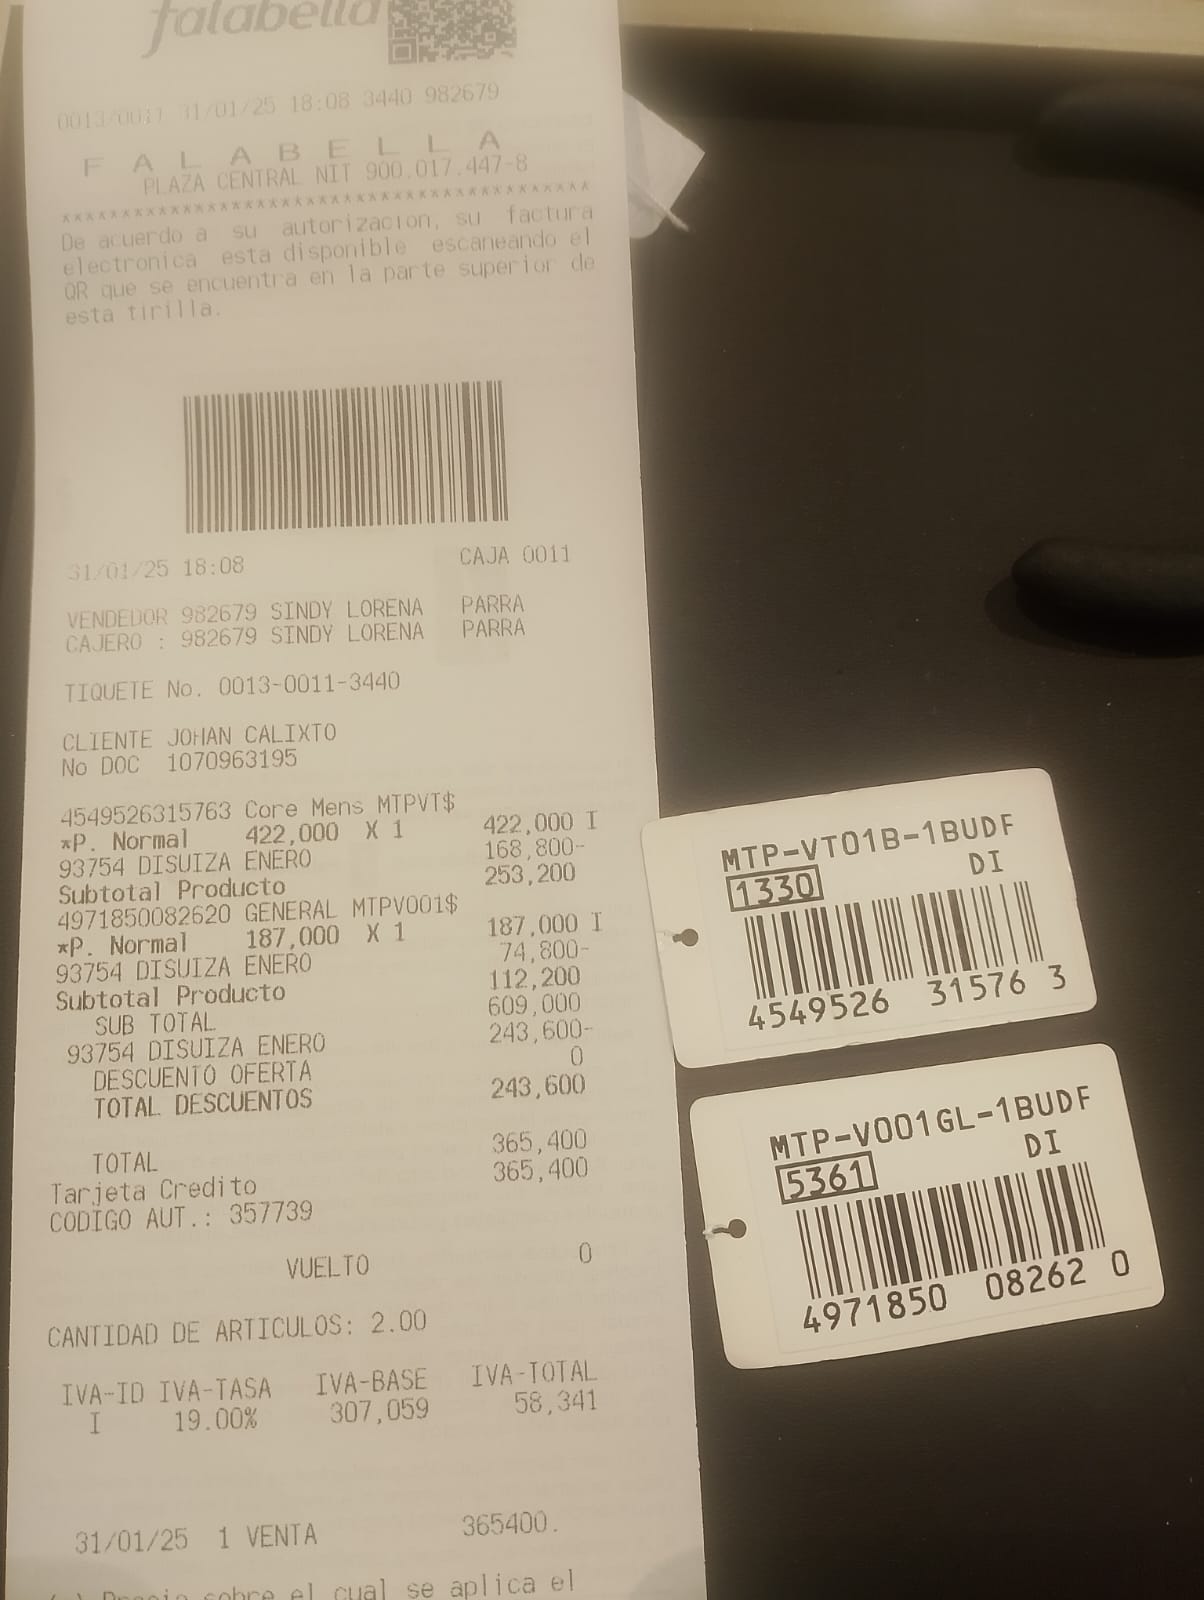 falabella
0013/0011 31/01/25 18:08 3440 982679
F A L A B E L L A
PLAZA CENTRAL NIT 900.017.447-8
******************************************
De acuerdo a su autorizacion, su factura
electronica esta disponible escaneando el
QR que se encuentra en la parte superior de
esta tirilla.
31/01/25 18:08 CAJA 0011
VENDEDOR 982679 SINDY LORENA PARRA
CAJERO : 982679 SINDY LORENA PARRA
TIQUETE No. 0013-0011-3440
CLIENTE JOHAN CALIXTO
No DOC 1070963195
4549526315763 Core Mens MTPVT$
*P. Normal 422,000 X 1 422,000 I
93754 DISUIZA ENERO 168,800-
Subtotal Producto 253,200
4971850082620 GENERAL MTPV001$
*P. Normal 187,000 X 1 187,000 I
93754 DISUIZA ENERO 74,800-
Subtotal Producto 112,200
SUB TOTAL 609,000
93754 DISUIZA ENERO 243,600-
DESCUENTO OFERTA 0
TOTAL DESCUENTOS 243,600
TOTAL 365,400
Tarjeta Credito 365,400
CODIGO AUT.: 357739
VUELTO 0
CANTIDAD DE ARTICULOS: 2.00
IVA-ID IVA-TASA IVA-BASE IVA-TOTAL
I 19.00% 307,059 58,341
31/01/25 1 VENTA 365400.
Precio sobre el cual se aplica el
MTP-VT01B-1BUDF
DI
1330
4549526 31576 3
MTP-V001GL-1BUDF
DI
5361
4971850 08262 0